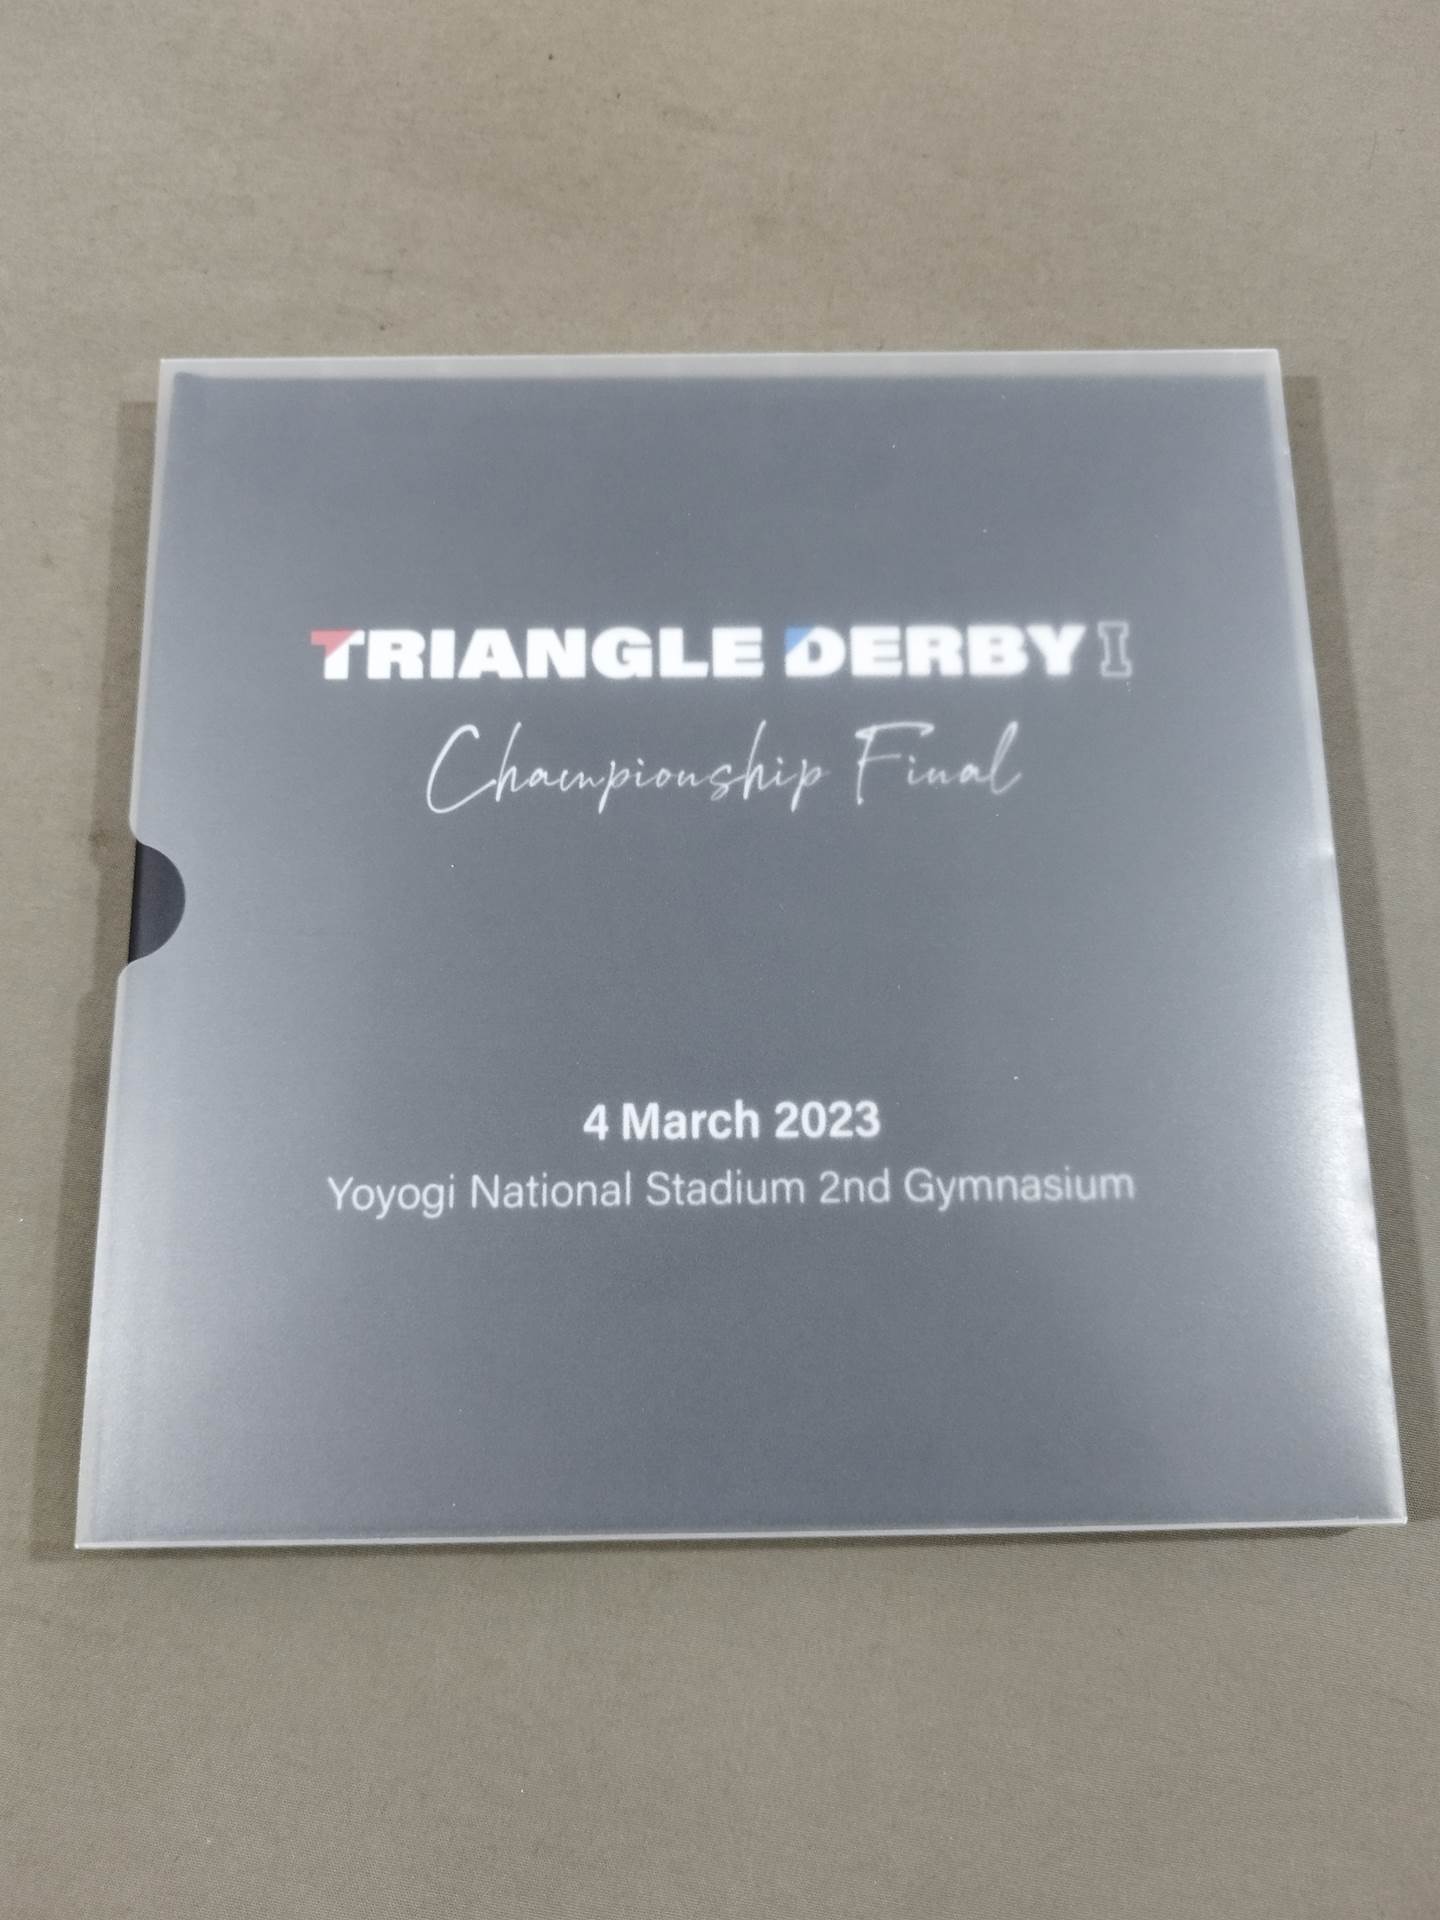 TRIANGLE DERBY I
Championship Final
4 March 2023
Yoyogi National Stadium 2nd Gymnasium